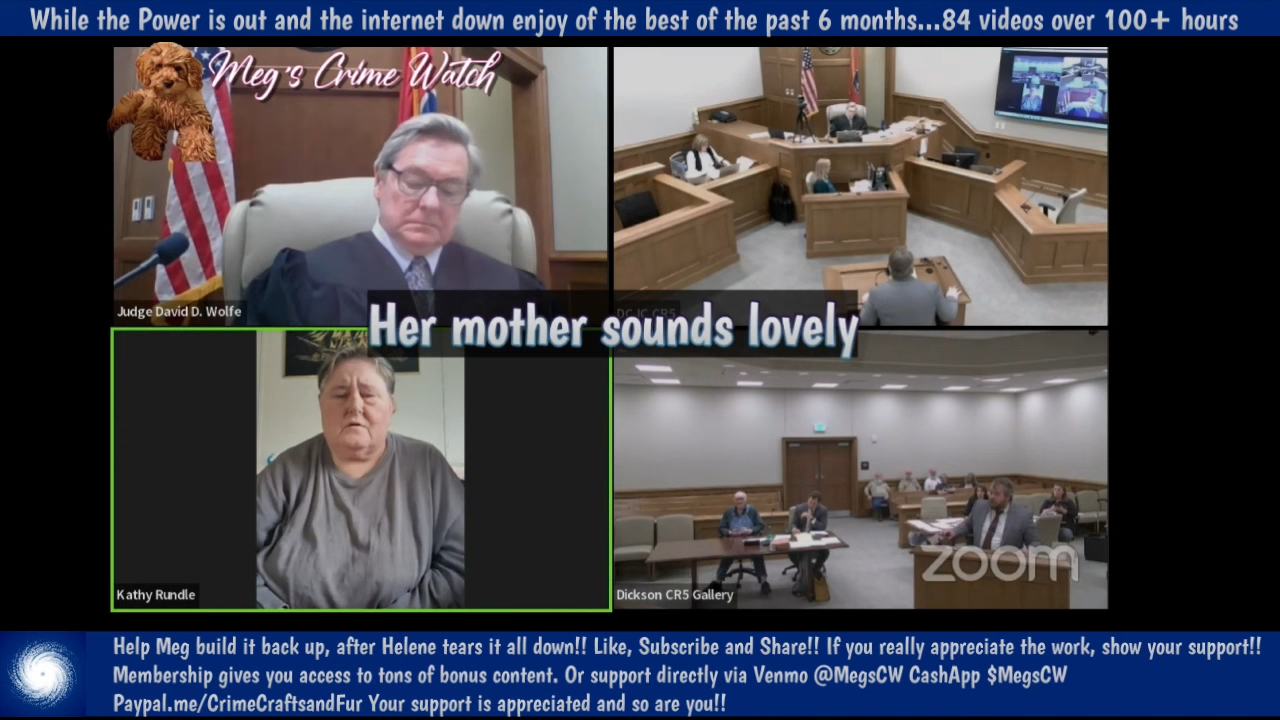 While the Power is out and the internet down enjoy of the best of the past 6 months...84 videos over 100+ hours
Meg's Crime Watch
Judge David D. Wolfe
DC JC CR5
Her mother sounds lovely
Kathy Rundle
Dickson CR5 Gallery
zoom
Help Meg build it back up, after Helene tears it all down!! Like, Subscribe and Share!! If you really appreciate the work, show your support!!
Membership gives you access to tons of bonus content. Or support directly via Venmo @MegsCW CashApp $MegsCW
Paypal.me/CrimeCraftsandFur Your support is appreciated and so are you!!